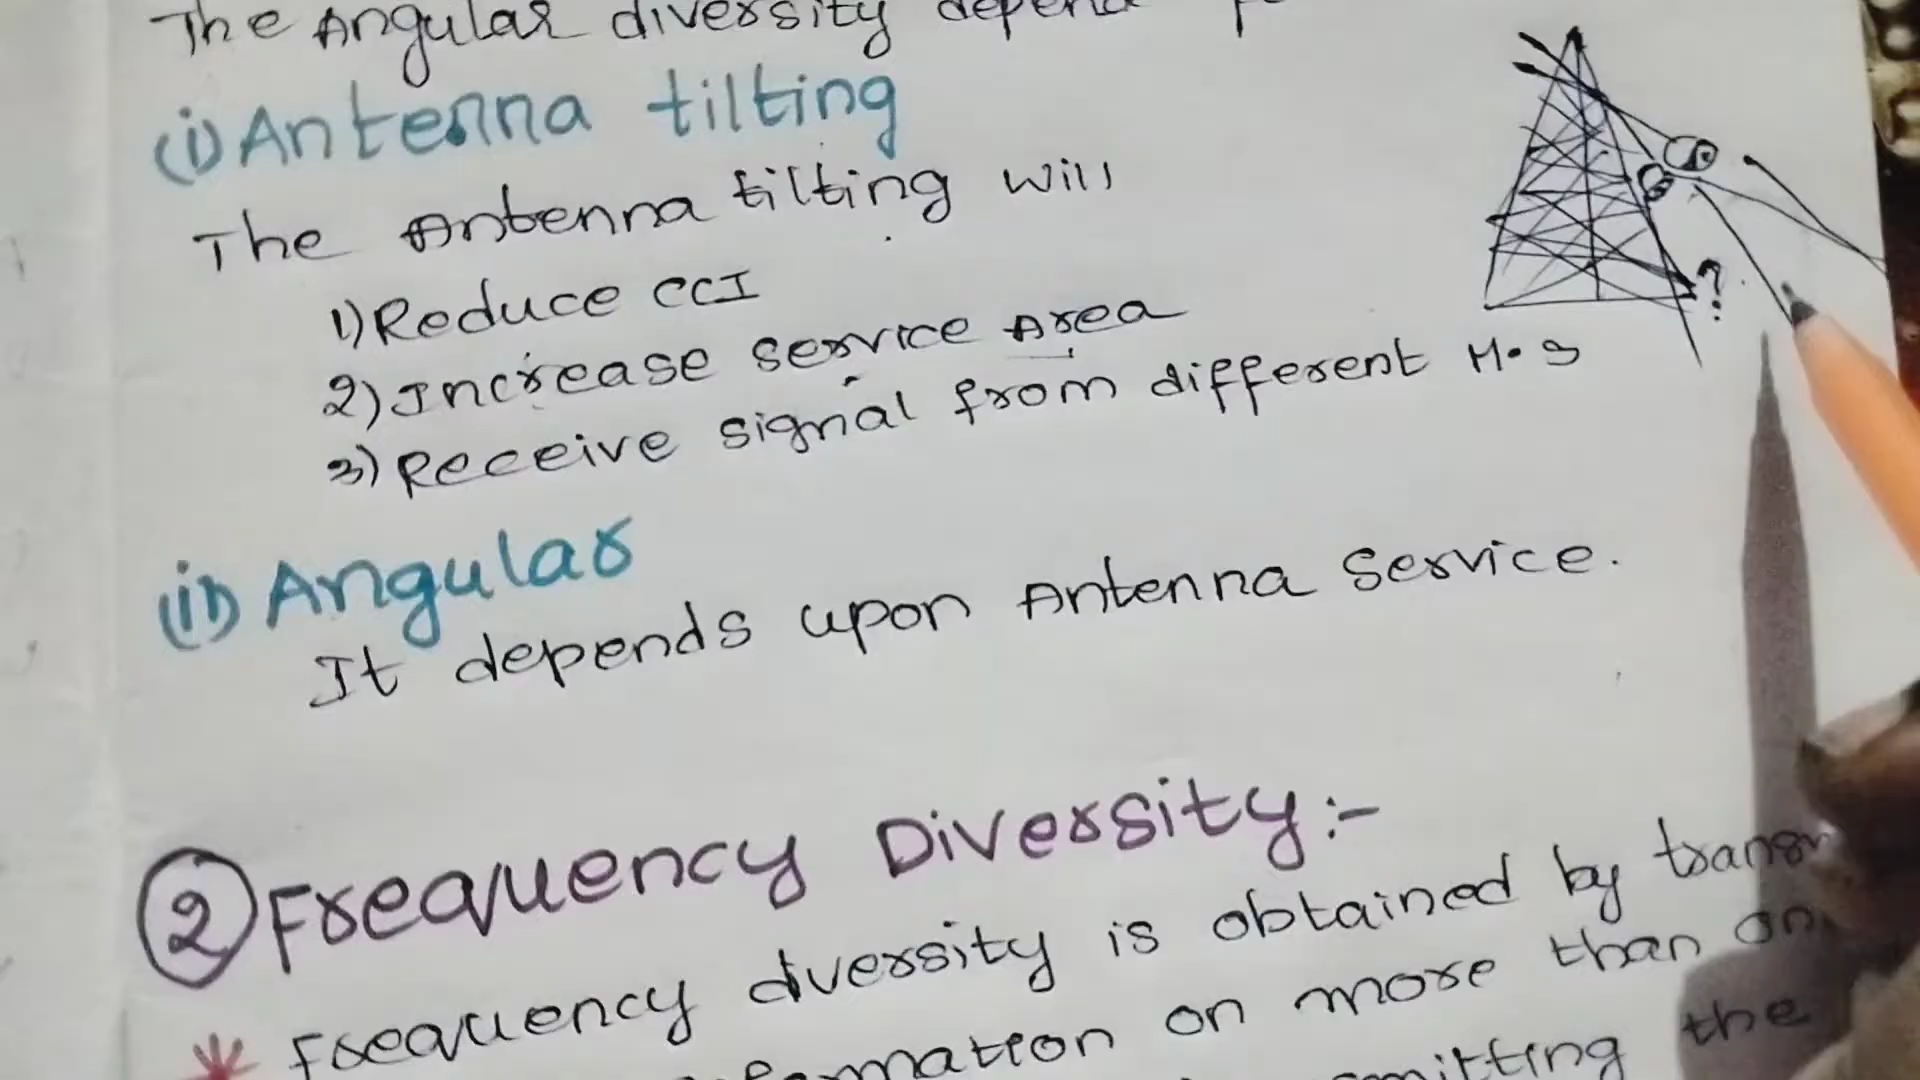 The Angular diversity depend
(i) Antenna tilting
The Antenna tilting will
1) Reduce CCI
2) Increase service Area
3) Receive signal from different M.S
?
(ii) Angular
It depends upon Antenna service.
2 Frequency Diversity:-
* Frequency dversity is obtained by
on more than
the